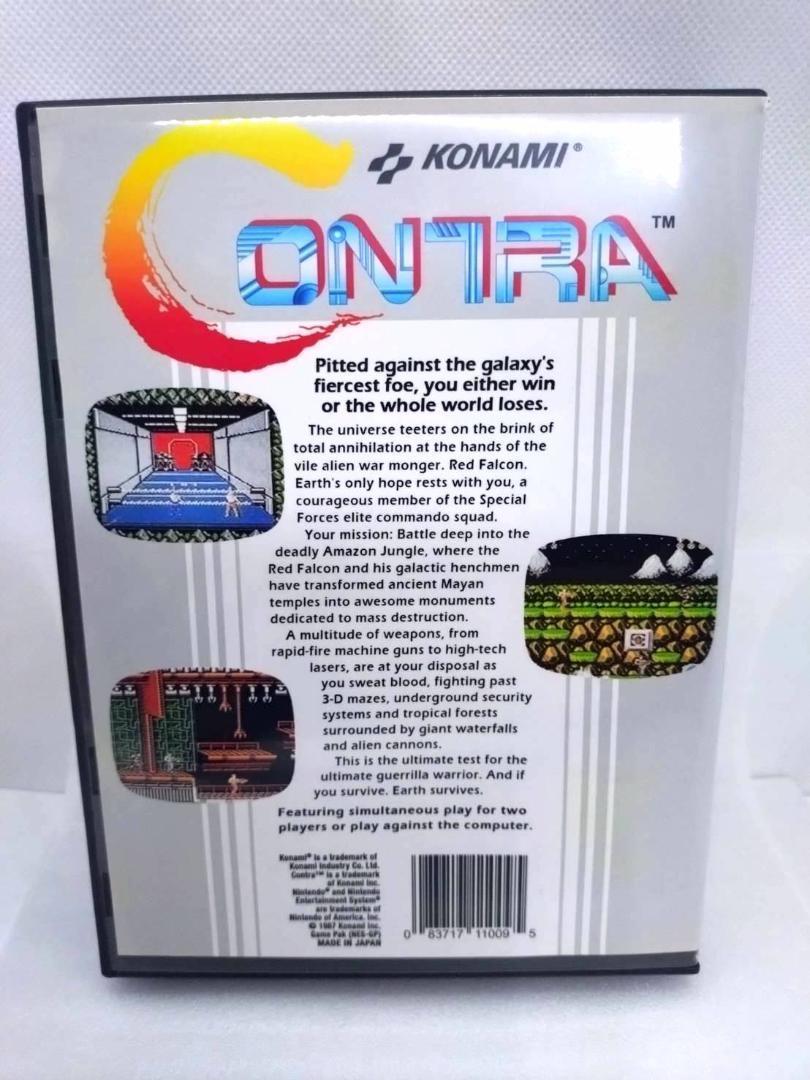 KONAMI®
CONTRA™
Pitted against the galaxy's
fiercest foe, you either win
or the whole world loses.
The universe teeters on the brink of
total annihilation at the hands of the
vile alien war monger. Red Falcon.
Earth's only hope rests with you, a
courageous member of the Special
Forces elite commando squad.
Your mission: Battle deep into the
deadly Amazon Jungle, where the
Red Falcon and his galactic henchmen
have transformed ancient Mayan
temples into awesome monuments
dedicated to mass destruction.
A multitude of weapons, from
rapid-fire machine guns to high-tech
lasers, are at your disposal as
you sweat blood, fighting past
3-D mazes, underground security
systems and tropical forests
surrounded by giant waterfalls
and alien cannons.
This is the ultimate test for the
ultimate guerrilla warrior. And if
you survive. Earth survives.
Featuring simultaneous play for two
players or play against the computer.
Konami® is a trademark of
Konami Industry Co. Ltd.
Contra™ is a trademark
of Konami Inc.
Nintendo® and Nintendo
Entertainment System®
are trademarks of
Nintendo of America. Inc.
© 1987 Konami Inc.
Game Pak (NES-GP)
MADE IN JAPAN
0 83717 11009 5